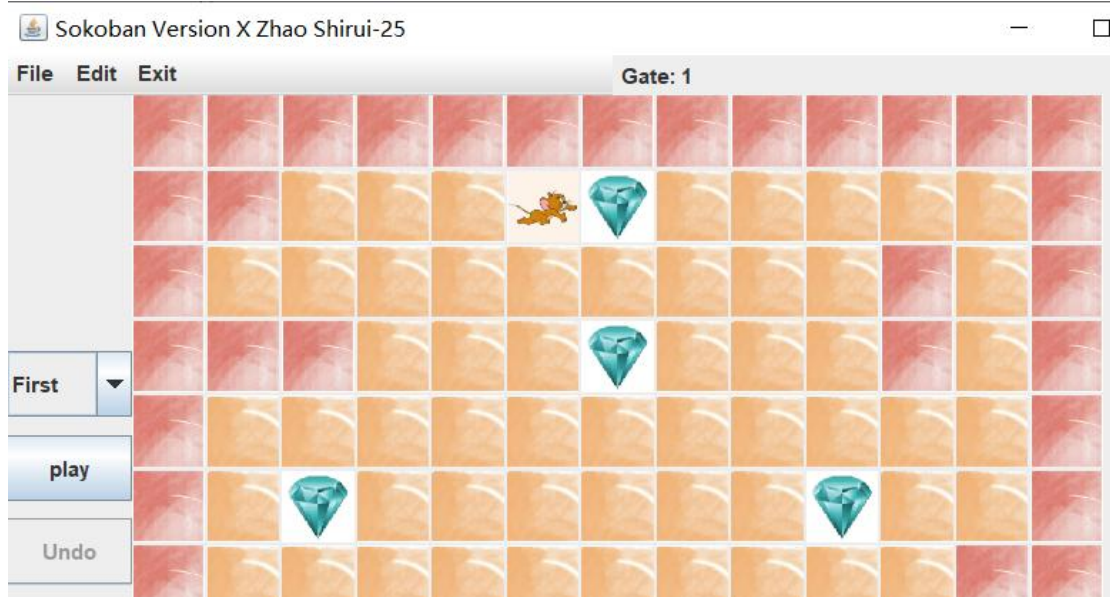 Sokoban Version X Zhao Shirui-25
File Edit Exit
Gate: 1
First
play
Undo